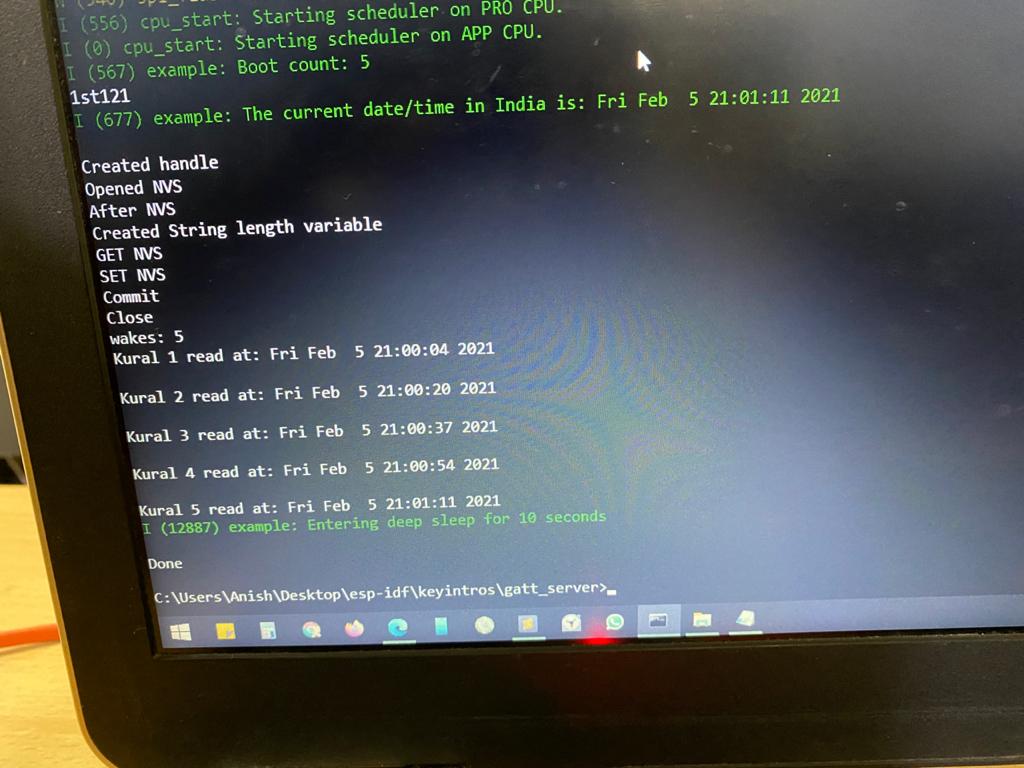 I (556) cpu_start: Starting scheduler on PRO CPU.
I (0) cpu_start: Starting scheduler on APP CPU.
I (567) example: Boot count: 5
1st121
I (677) example: The current date/time in India is: Fri Feb  5 21:01:11 2021
Created handle
Opened NVS
After NVS
Created String length variable
GET NVS
SET NVS
Commit
Close
wakes: 5
Kural 1 read at: Fri Feb  5 21:00:04 2021
Kural 2 read at: Fri Feb  5 21:00:20 2021
Kural 3 read at: Fri Feb  5 21:00:37 2021
Kural 4 read at: Fri Feb  5 21:00:54 2021
Kural 5 read at: Fri Feb  5 21:01:11 2021
I (12887) example: Entering deep sleep for 10 seconds
Done
C:\Users\Anish\Desktop\esp-idf\keyintros\gatt_server>